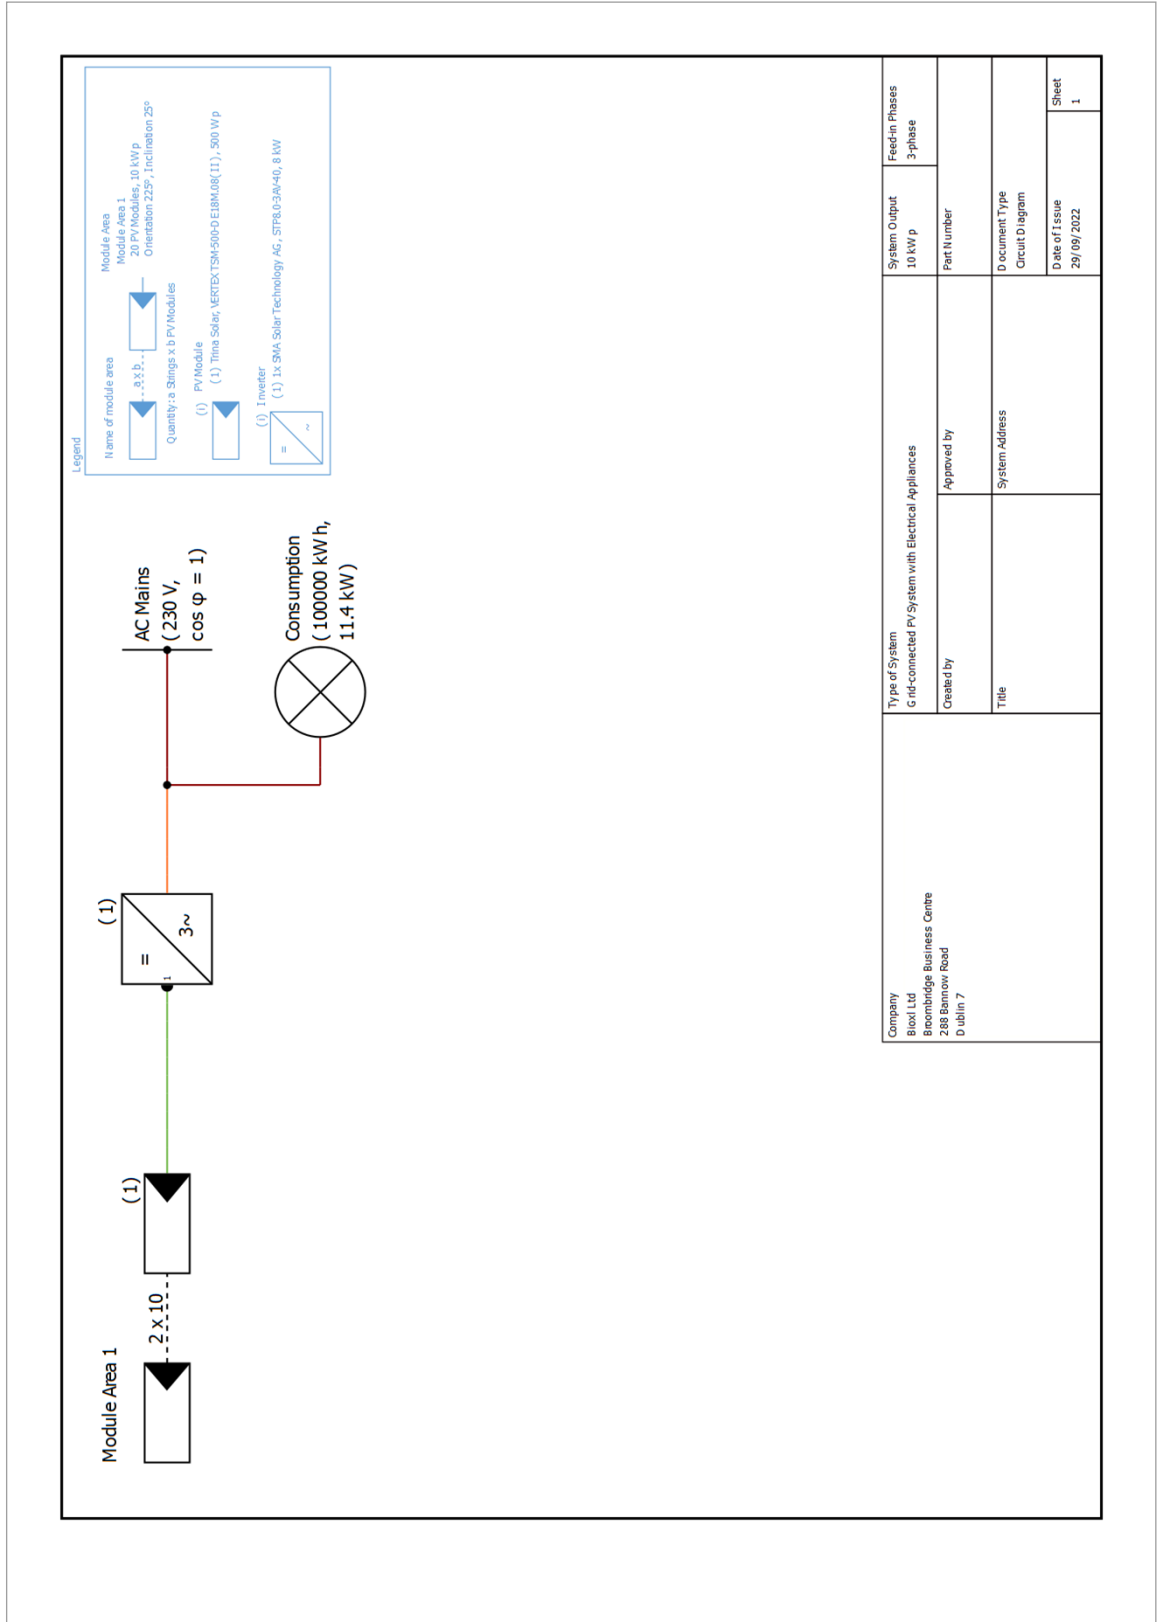 Legend
Name of module area
Module Area
Module Area 1
20 PV Modules, 10 kWp
Orientation 225°, Inclination 25°
a x b
Quantity: a Strings x b PV Modules
(i) PV Module
(1) Trina Solar, VERTEX TSM-500-DE18M.08(II), 500 Wp
(i) Inverter
(1) 1x SMA Solar Technology AG, STP8.0-3AV-40, 8 kW
=
~
Module Area 1
2 x 10
(1)
(1)
=
3~
1
AC Mains
(230 V,
cos φ = 1)
Consumption
(100000 kWh,
11.4 kW)
Company
Bioxl Ltd
Broombridge Business Centre
288 Bannow Road
Dublin 7
Type of System
Grid-connected PV System with Electrical Appliances
System Output
10 kWp
Feed-in Phases
3-phase
Created by
Approved by
Part Number
Title
System Address
Document Type
Circuit Diagram
Date of Issue
29/09/2022
Sheet
1